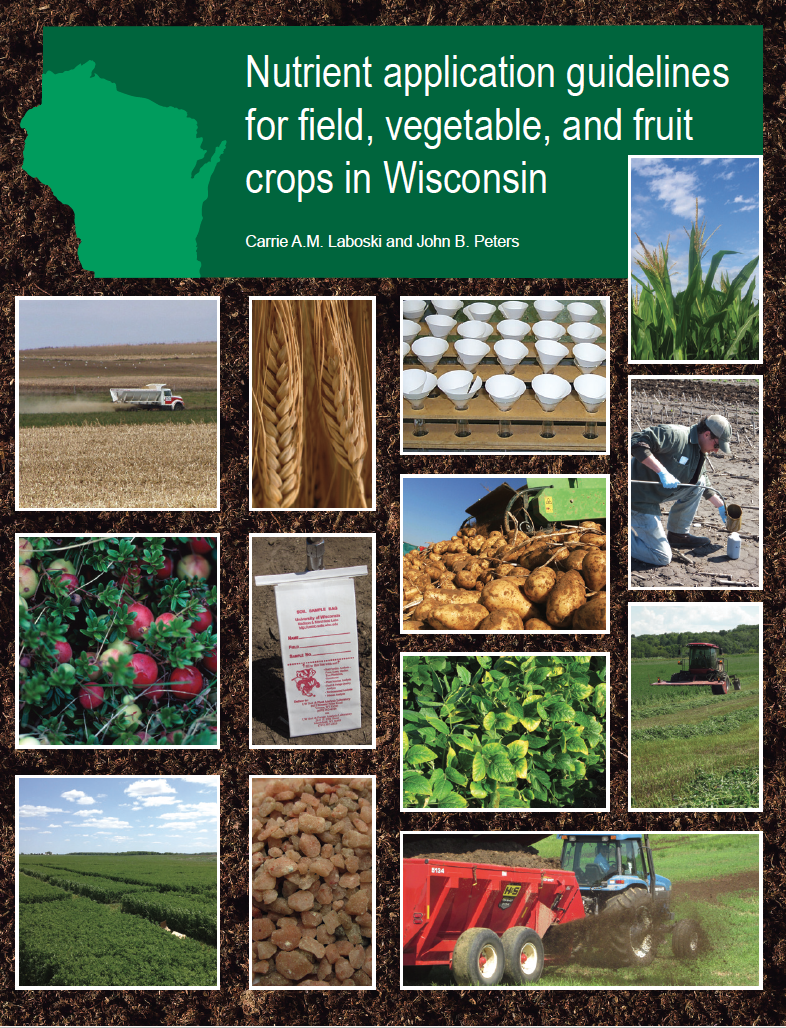 Nutrient application guidelines
for field, vegetable, and fruit
crops in Wisconsin
Carrie A.M. Laboski and John B. Peters
SOIL SAMPLE BAG
University of Wisconsin
NAME
FIELD
SAMPLE NO.
8124
H&S